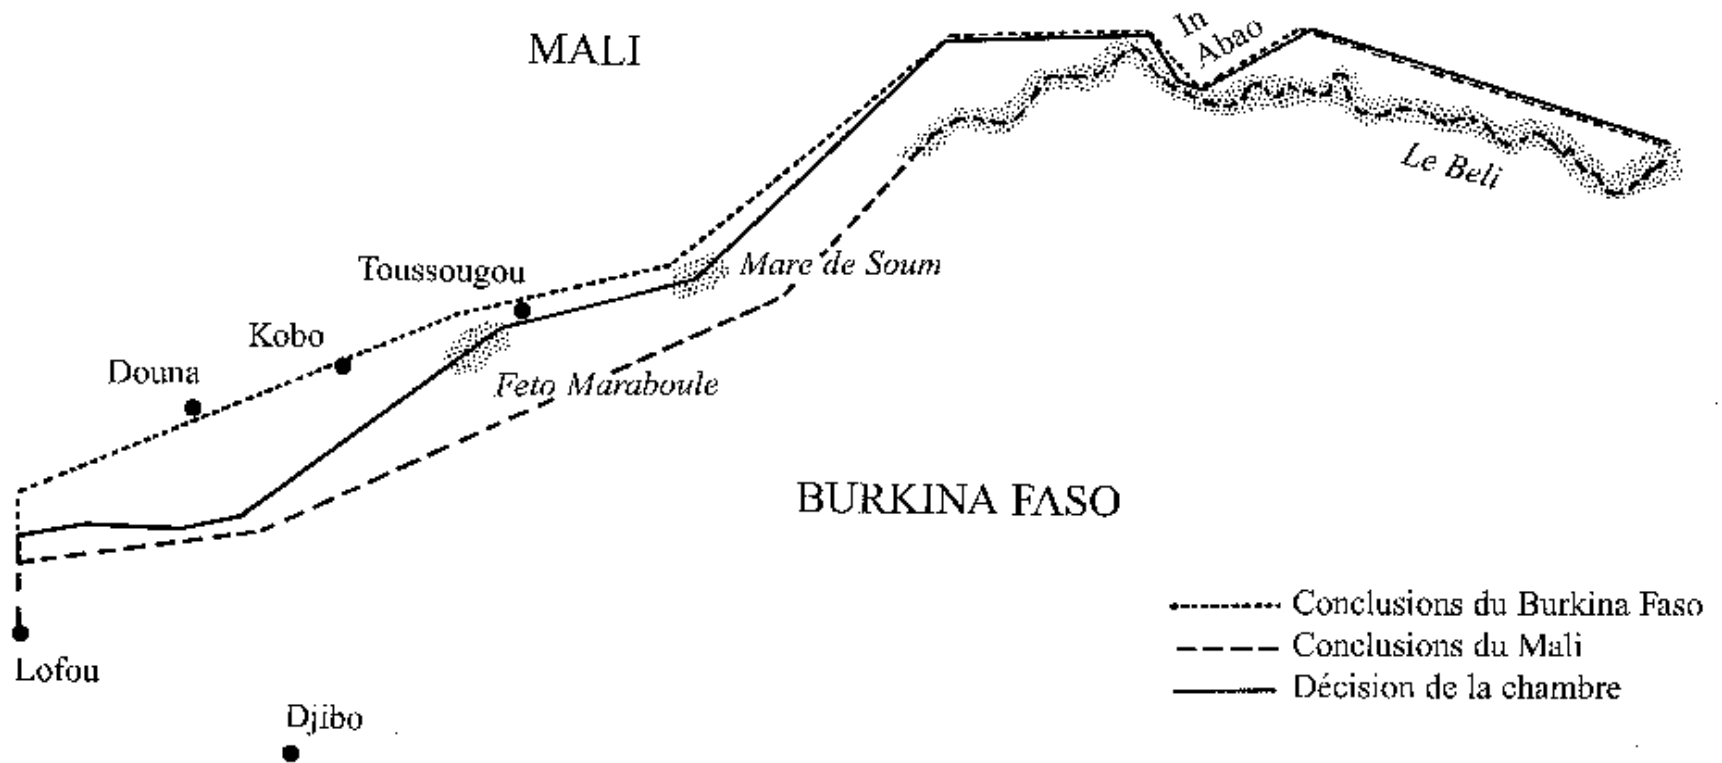 MALI
In
Abao
Le Beli
Mare de Soum
Toussougou
Kobo
Douna
Feto Maraboule
BURKINA FASO
Conclusions du Burkina Faso
Conclusions du Mali
Décision de la chambre
Lofou
Djibo